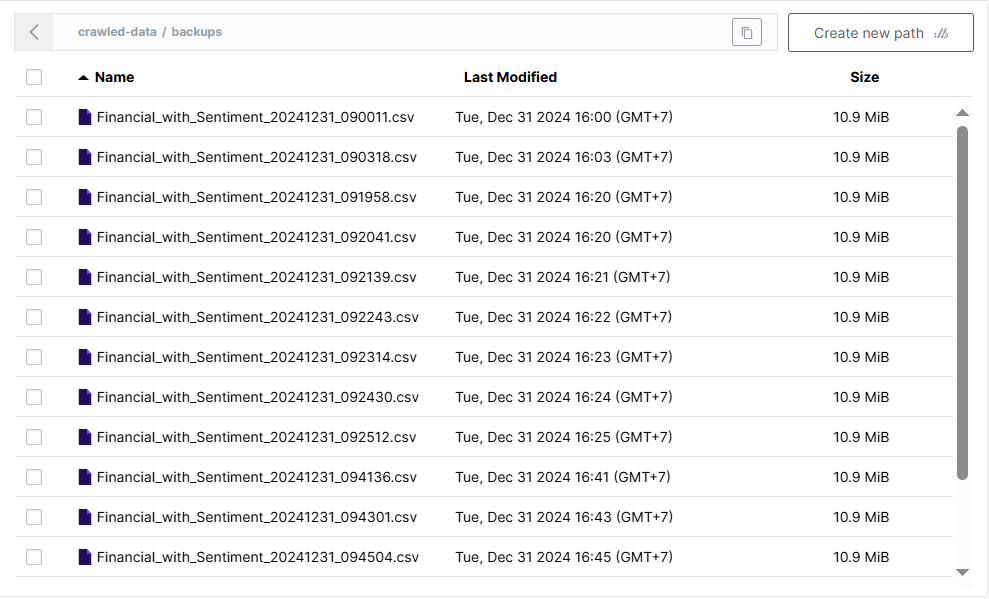 crawled-data / backups
Create new path
Name Last Modified Size
Financial_with_Sentiment_20241231_090011.csv Tue, Dec 31 2024 16:00 (GMT+7) 10.9 MiB
Financial_with_Sentiment_20241231_090318.csv Tue, Dec 31 2024 16:03 (GMT+7) 10.9 MiB
Financial_with_Sentiment_20241231_091958.csv Tue, Dec 31 2024 16:20 (GMT+7) 10.9 MiB
Financial_with_Sentiment_20241231_092041.csv Tue, Dec 31 2024 16:20 (GMT+7) 10.9 MiB
Financial_with_Sentiment_20241231_092139.csv Tue, Dec 31 2024 16:21 (GMT+7) 10.9 MiB
Financial_with_Sentiment_20241231_092243.csv Tue, Dec 31 2024 16:22 (GMT+7) 10.9 MiB
Financial_with_Sentiment_20241231_092314.csv Tue, Dec 31 2024 16:23 (GMT+7) 10.9 MiB
Financial_with_Sentiment_20241231_092430.csv Tue, Dec 31 2024 16:24 (GMT+7) 10.9 MiB
Financial_with_Sentiment_20241231_092512.csv Tue, Dec 31 2024 16:25 (GMT+7) 10.9 MiB
Financial_with_Sentiment_20241231_094136.csv Tue, Dec 31 2024 16:41 (GMT+7) 10.9 MiB
Financial_with_Sentiment_20241231_094301.csv Tue, Dec 31 2024 16:43 (GMT+7) 10.9 MiB
Financial_with_Sentiment_20241231_094504.csv Tue, Dec 31 2024 16:45 (GMT+7) 10.9 MiB